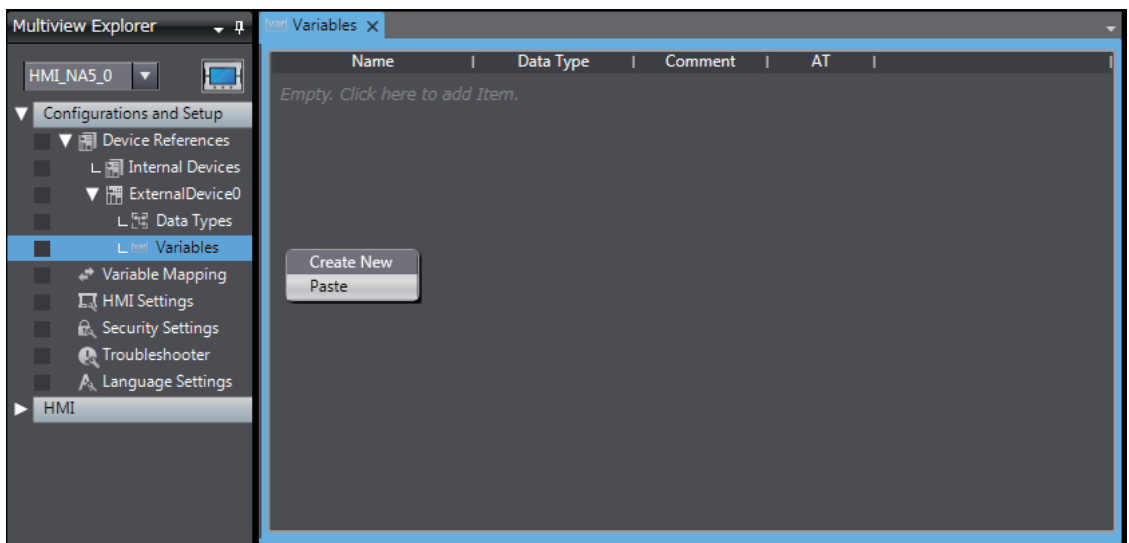 Multiview Explorer
HMI_NA5_0
Configurations and Setup
Device References
Internal Devices
ExternalDevice0
Data Types
Variables
Variable Mapping
HMI Settings
Security Settings
Troubleshooter
Language Settings
HMI
Variables
Name | Data Type | Comment | AT |
Empty. Click here to add Item.
Create New
Paste